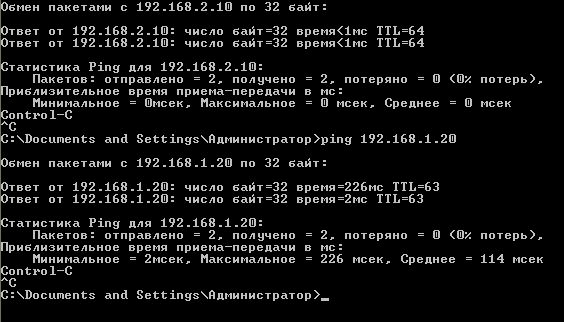 Обмен пакетами с 192.168.2.10 по 32 байт:
Ответ от 192.168.2.10: число байт=32 время<1мс TTL=64
Ответ от 192.168.2.10: число байт=32 время<1мс TTL=64
Статистика Ping для 192.168.2.10:
Пакетов: отправлено = 2, получено = 2, потеряно = 0 (0% потерь),
Приблизительное время приема-передачи в мс:
Минимальное = 0мсек, Максимальное = 0 мсек, Среднее = 0 мсек
Control-C
^C
C:\Documents and Settings\Администратор>ping 192.168.1.20
Обмен пакетами с 192.168.1.20 по 32 байт:
Ответ от 192.168.1.20: число байт=32 время=226мс TTL=63
Ответ от 192.168.1.20: число байт=32 время=2мс TTL=63
Статистика Ping для 192.168.1.20:
Пакетов: отправлено = 2, получено = 2, потеряно = 0 (0% потерь),
Приблизительное время приема-передачи в мс:
Минимальное = 2мсек, Максимальное = 226 мсек, Среднее = 114 мсек
Control-C
^C
C:\Documents and Settings\Администратор>_